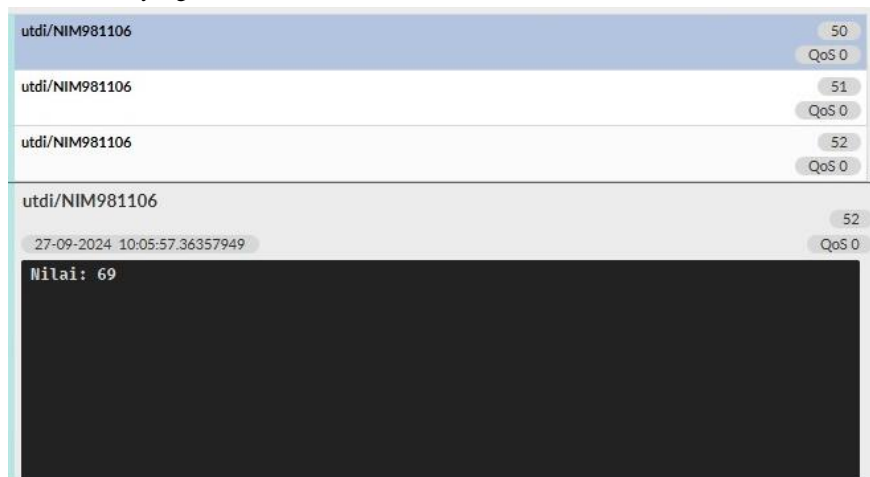 utdi/NIM981106 50
QoS 0
utdi/NIM981106 51
QoS 0
utdi/NIM981106 52
QoS 0
utdi/NIM981106
52
27-09-2024 10:05:57.36357949 QoS 0
Nilai: 69